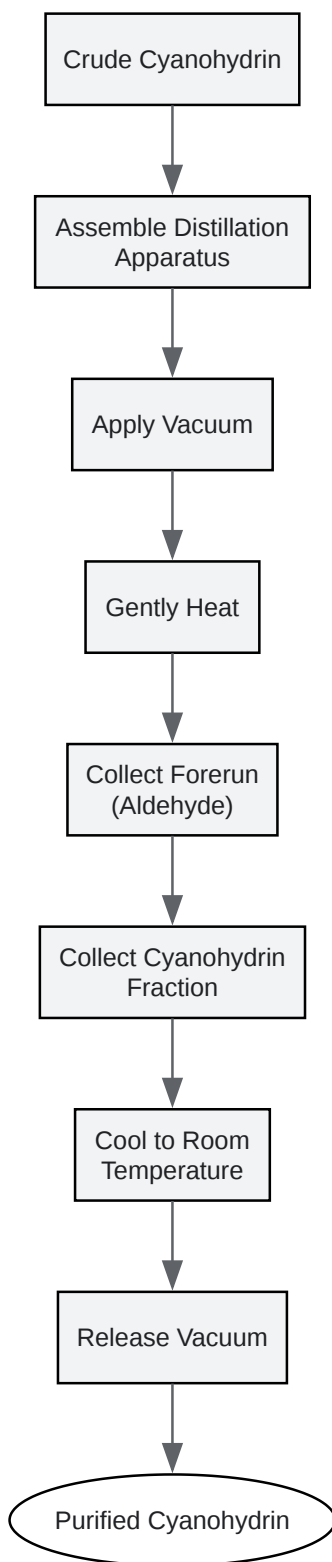 Crude Cyanohydrin
Assemble Distillation
Apparatus
Apply Vacuum
Gently Heat
Collect Forerun
(Aldehyde)
Collect Cyanohydrin
Fraction
Cool to Room
Temperature
Release Vacuum
Purified Cyanohydrin